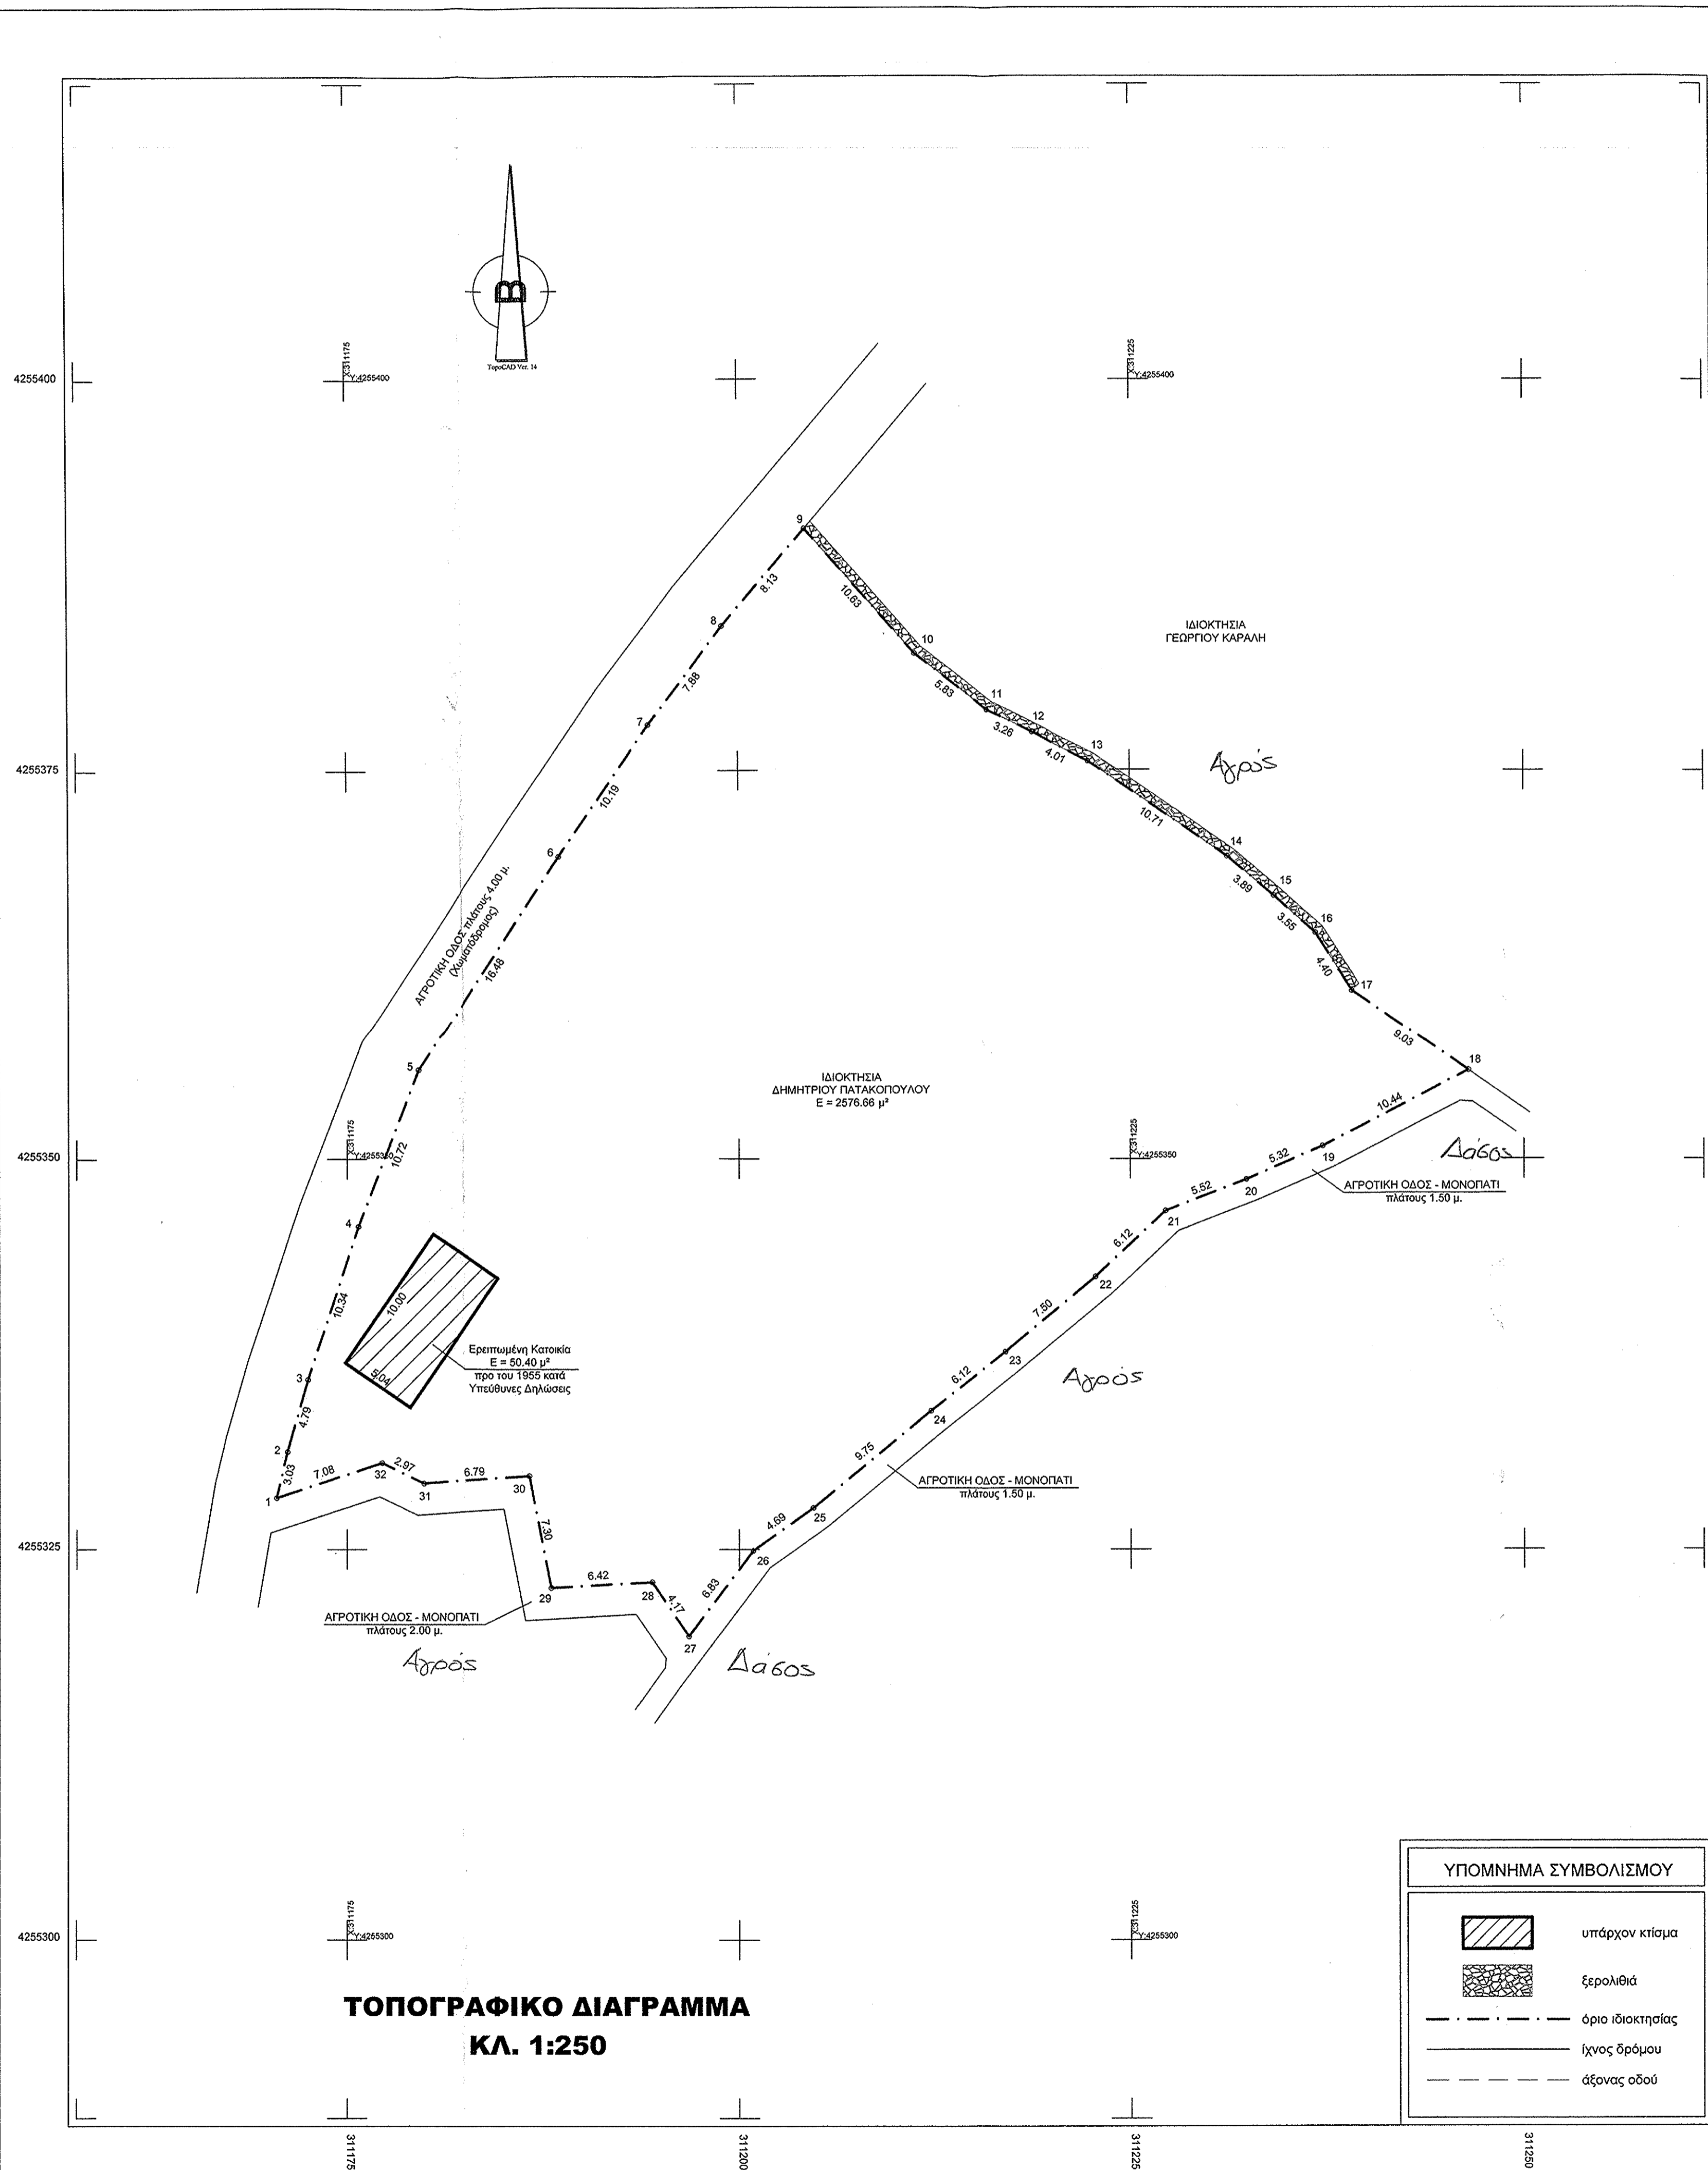 B
TopoCAD Ver. 14
4255400
X:311175
Y:4255400
X:311225
Y:4255400
9
8.13
10.63
8
10
ΙΔΙΟΚΤΗΣΙΑ
ΓΕΩΡΓΙΟΥ ΚΑΡΑΛΗ
7.88
5.83
11
7
3.26
12
4.01
13
Αγρός
4255375
10.19
10.71
6
14
3.89
15
3.55
16
ΑΓΡΟΤΙΚΗ ΟΔΟΣ πλάτους 4.00 μ.
(Χωματόδρομος)
16.48
4.40
17
9.03
18
5
ΙΔΙΟΚΤΗΣΙΑ
ΔΗΜΗΤΡΙΟΥ ΠΑΤΑΚΟΠΟΥΛΟΥ
Ε = 2576.66 μ²
10.44
4255350
X:311175
Y:4255350
10.72
X:311225
Y:4255350
5.32
19
Δάσος
5.52
20
ΑΓΡΟΤΙΚΗ ΟΔΟΣ - ΜΟΝΟΠΑΤΙ
πλάτους 1.50 μ.
4
21
6.12
22
10.34
10.00
7.50
Ερειπωμένη Κατοικία
Ε = 50.40 μ²
προ του 1955 κατά
Υπεύθυνες Δηλώσεις
5.04
23
3
6.12
Αγρός
4.79
24
2
9.75
3.03
7.08
32
2.97
31
6.79
30
ΑΓΡΟΤΙΚΗ ΟΔΟΣ - ΜΟΝΟΠΑΤΙ
πλάτους 1.50 μ.
1
25
4.69
7.30
4255325
26
6.42
29
28
4.17
6.83
27
ΑΓΡΟΤΙΚΗ ΟΔΟΣ - ΜΟΝΟΠΑΤΙ
πλάτους 2.00 μ.
Αγρός
Δάσος
4255300
X:311175
Y:4255300
X:311225
Y:4255300
ΤΟΠΟΓΡΑΦΙΚΟ ΔΙΑΓΡΑΜΜΑ
ΚΛ. 1:250
ΥΠΟΜΝΗΜΑ ΣΥΜΒΟΛΙΣΜΟΥ
υπάρχον κτίσμα
ξερολιθιά
όριο ιδιοκτησίας
ίχνος δρόμου
άξονας οδού
311175
311200
311225
311250